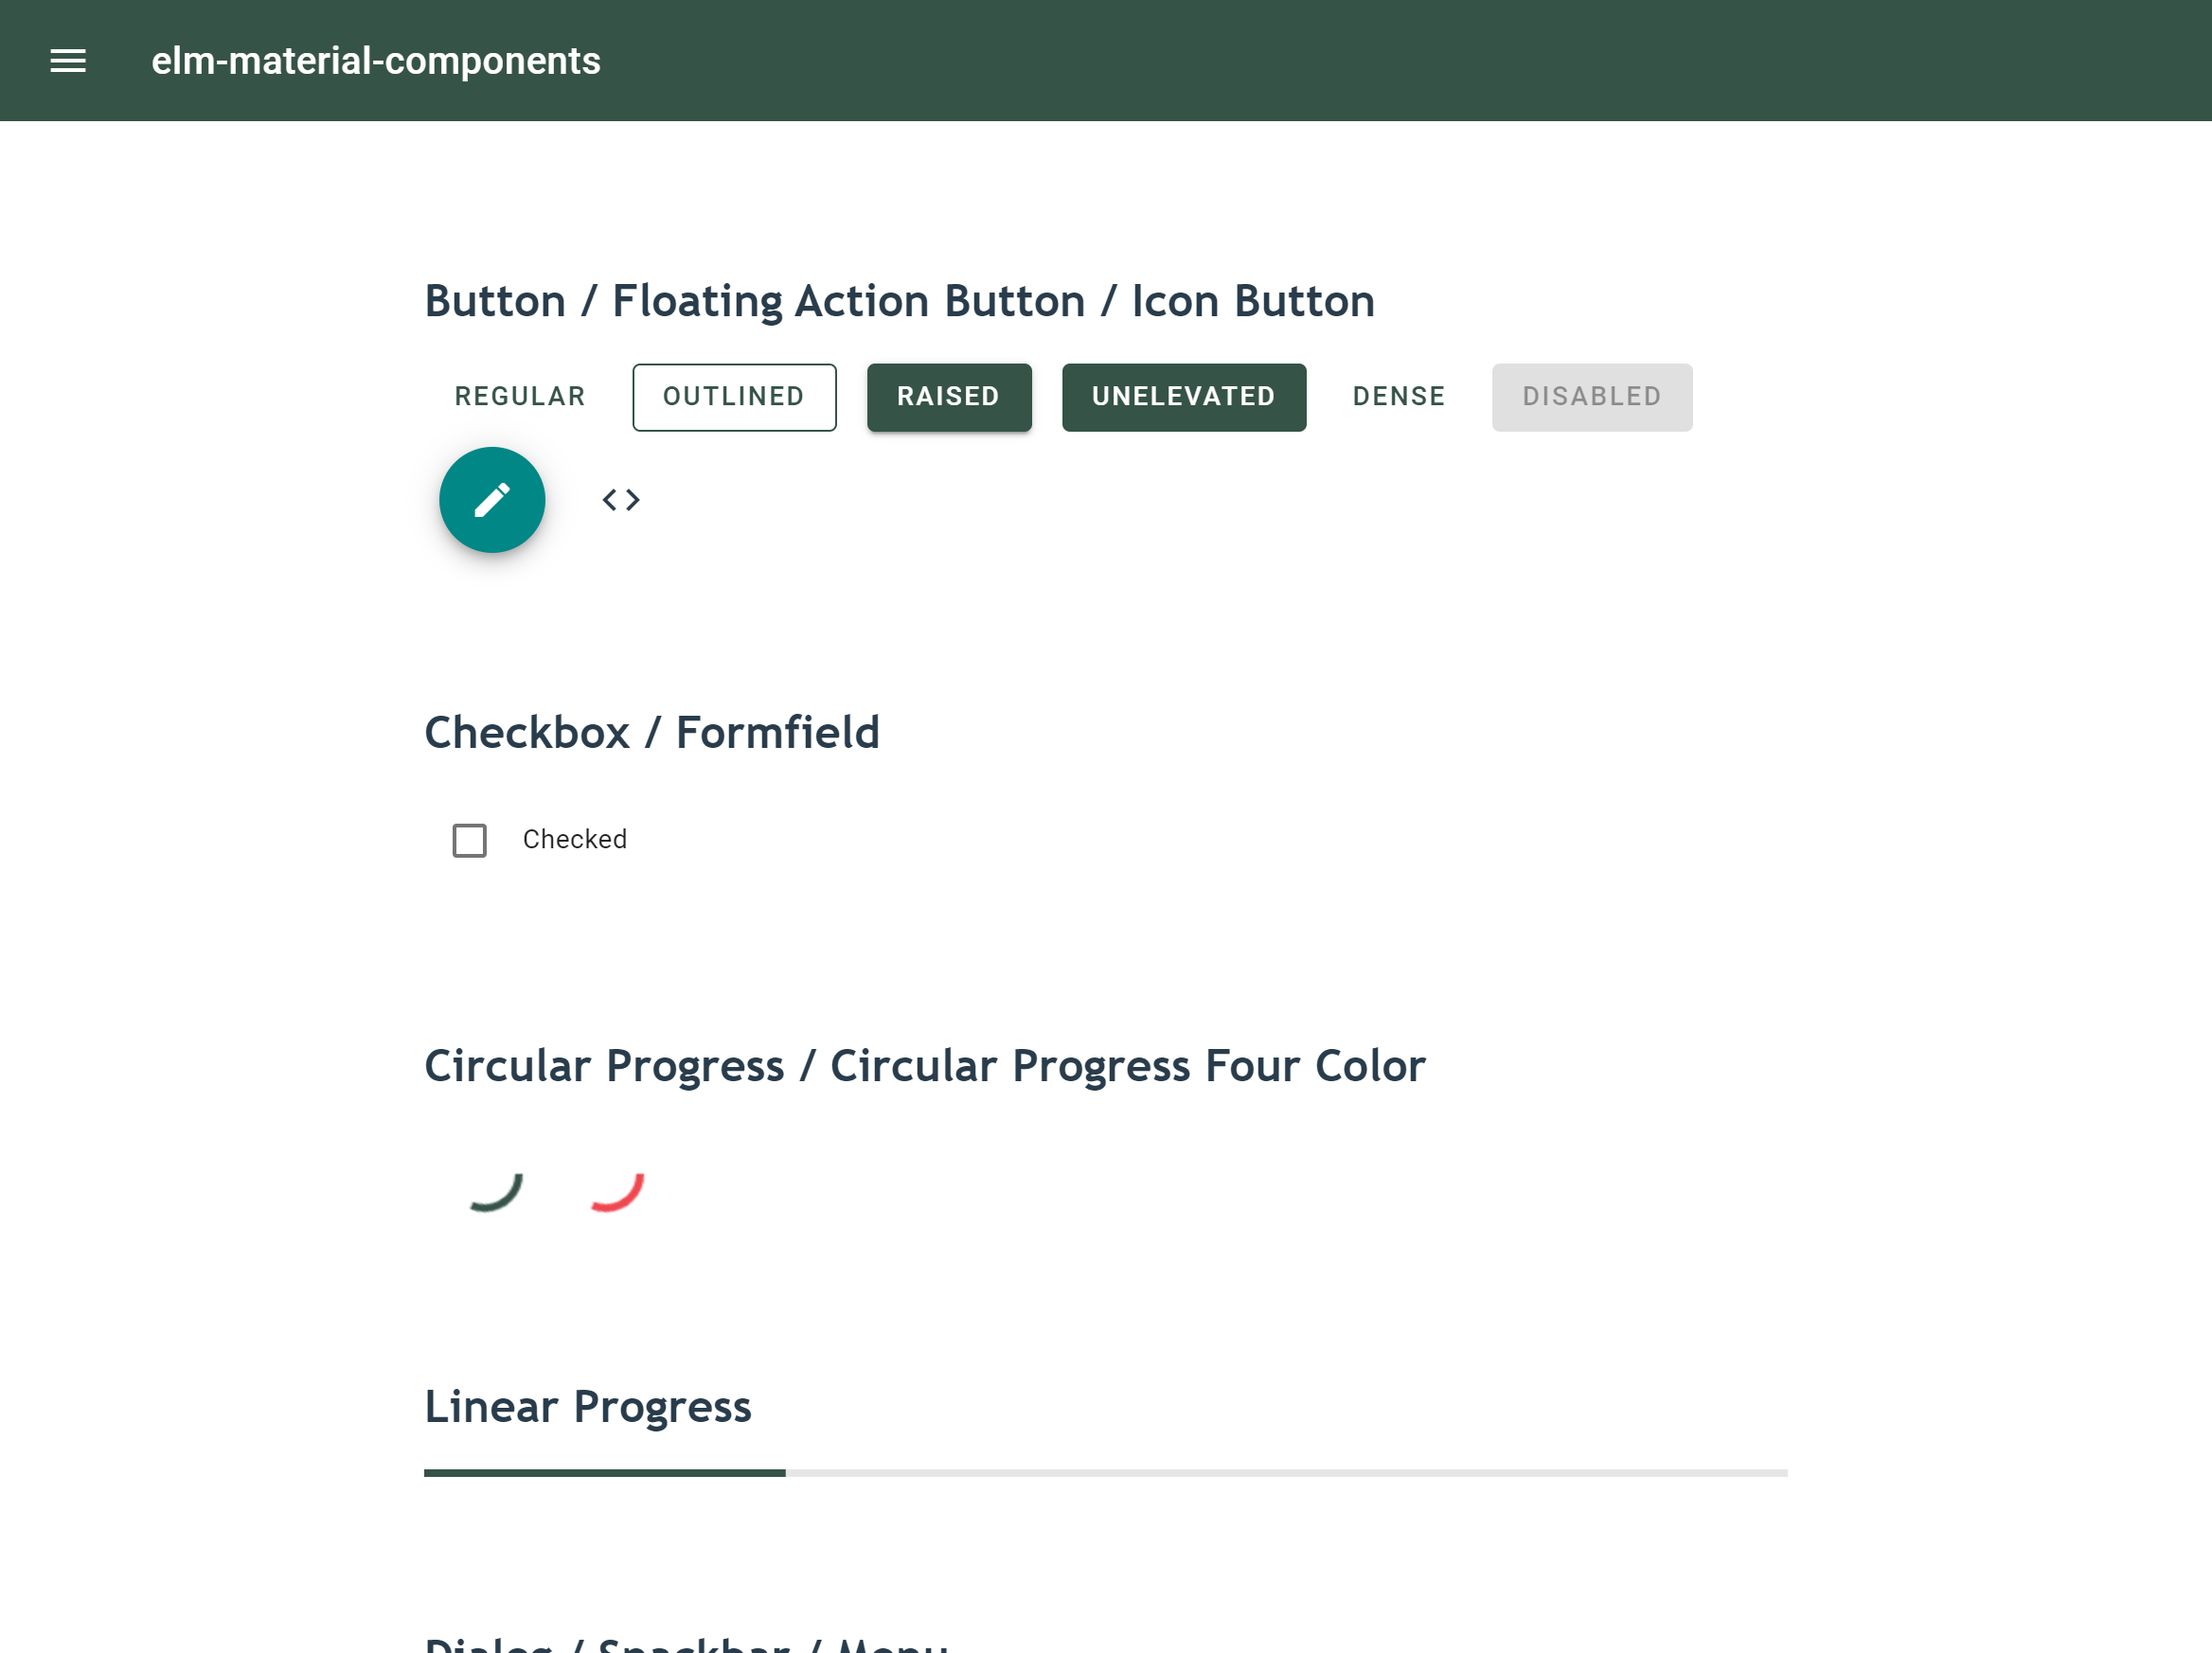 elm-material-components
Button / Floating Action Button / Icon Button
REGULAR OUTLINED RAISED UNELEVATED DENSE DISABLED
Checkbox / Formfield
Checked
Circular Progress / Circular Progress Four Color
Linear Progress
Dialog / Snackbar / Menu